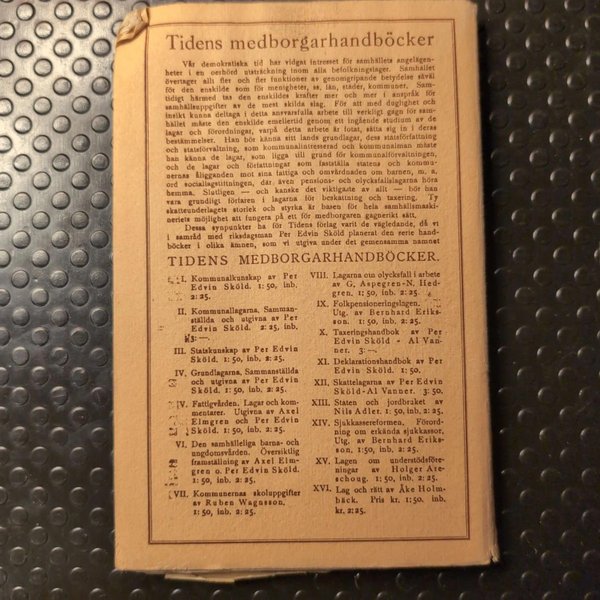 Tidens medborgarhandböcker
Vår demokratiska tid har vidgat intresset för samhällets angelägen-
heter i en oerhörd utsträckning inom alla befolkningslager. Samhället
övertager allt fler och fler funktioner av genomgripande betydelse såväl
för den enskilde som för menigheter, se, län, städer, kommuner. Sam-
tidigt härmed tas den enskildes krafter mer och mer i anspråk för
samhällsuppgifter av de mest skilda slag. För att med dughghet och
insikt kunna deltaga i detta ansvarsfulla arbete till verkligt gagn för sam-
hället måste den enskilde emellertid genom ett ingående studium av de
lagar och förordningar, varpå detta arbete är fotat, sätta sig in i deras
bestämmelser. Han bör känna sitt lands grundlagar, dess statsförfattning
och statsförvaltning, som kommunalintresserad och kommunalman måste
han känna de lagar, som ligga till grund för kommunalförvaltningen,
och de lagar och författningar som fastställa statens och kommu-
nernas åligganden mot sina fattiga och omvårdnaden om barnen, m. a.
ord socialagstiftningen, där även pensions- och olycksfallslagarna höra
hemma. Slutligen — och kanske det viktigaste av allt — bör han
vara grundligt förfaren i lagarna för beskattning och taxering. Ty
skatteunderlagets storlek och styrka är basen för hela samhällsmaski-
neriets möjlighet att fungera på ett för medborgaren gagnerikt sätt.
Dessa synpunkter ha för Tidens förlag varit de vägledande, då vi
i samråd med riksdagsman Per Edvin Sköld planerat den serie hand-
böcker i olika ämnen, som vi utgiva under det gemensamma namnet
TIDENS MEDBORGARHANDBÖCKER.
I. Kommunalkunskap av Per
Edvin Sköld. 1: 50, inb.
2: 25.
II. Kommunallagarna, Samman-
ställda och utgivna av Per
Edvin Sköld. 2: 25, inb.
3: —.
III. Statskunskap av Per Edvin
Sköld. 1: 50, inb. 2: 25.
IV. Grundlagarna, Sammanställda
och utgivna av Per Edvin
Sköld. 1: 50, inb. 2: 25.
V. Fattigvården. Lagar och kom-
mentarer. Utgivna av Axel
Elmgren och Per Edvin
Sköld. 1: 50, inb. 2: 25.
VI. Den samhälleliga barna- och
ungdomsvården. Översiktlig
framställning av Axel Elm-
gren o. Per Edvin Sköld.
1: 50, inb. 2: 25.
VII. Kommunernas skoluppgifter
av Ruben Wagnsson.
1: 50, inb. 2: 25.
VIII. Lagarna om olycksfall i arbete
av G. Aspegren-N. Hed-
gren. 1: 50, inb. 2: 25.
IX. Folkpensioneringslagen.
Utg. av Bernhard Eriks-
son. 1: 50, inb. 2: 25.
X. Taxeringshandbok av Per
Edvin Sköld - Al Van-
ner. 3: —.
XI. Deklarationshandbok av Per
Edvin Sköld. 1: 50.
XII. Skattelagarna av Per Edvin
Sköld-Al Vanner. 3: 50.
XIII. Staten och jordbruket av
Nils Adler. 1: 50, inb. 2: 25.
XIV. Sjukkassereformen. Förord-
ning om erkända sjukkassor.
Utg. av Bernhard Eriks-
son, 1: 50, inb. 2: 25.
XV. Lagen om understödsföre-
ningar av Holger Are-
schoug. 1: 50, inb. 2: 25.
XVI. Lag och rätt av Åke Holm-
bäck. Pris kr. 1: 50, inb.
kr. 2: 25.